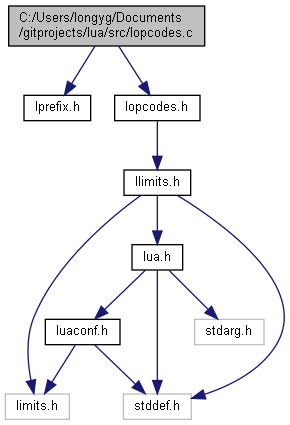 C:/Users/longyg/Documents
/gitprojects/lua/src/lopcodes.c
lprefix.h
lopcodes.h
llimits.h
lua.h
luaconf.h
stdarg.h
limits.h
stddef.h